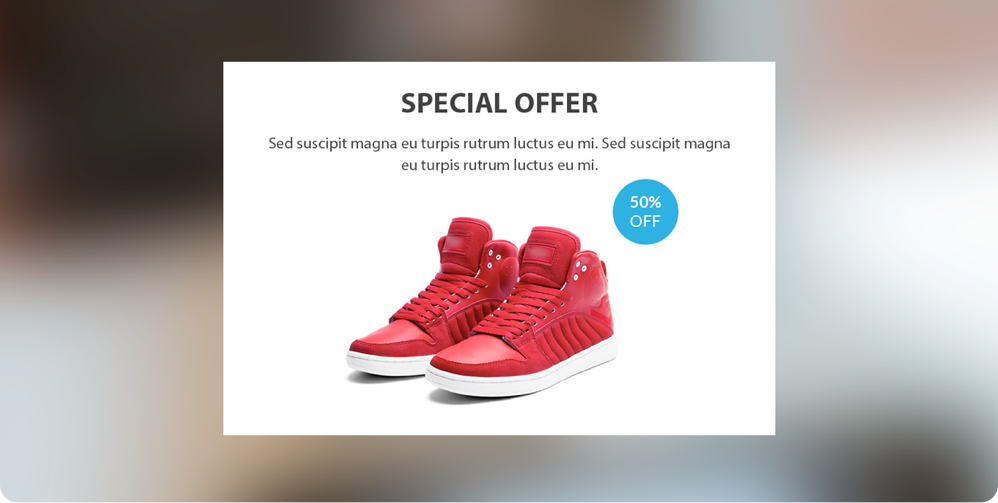 SPECIAL OFFER
Sed suscipit magna eu turpis rutrum luctus eu mi. Sed suscipit magna
eu turpis rutrum luctus eu mi.
50%
OFF